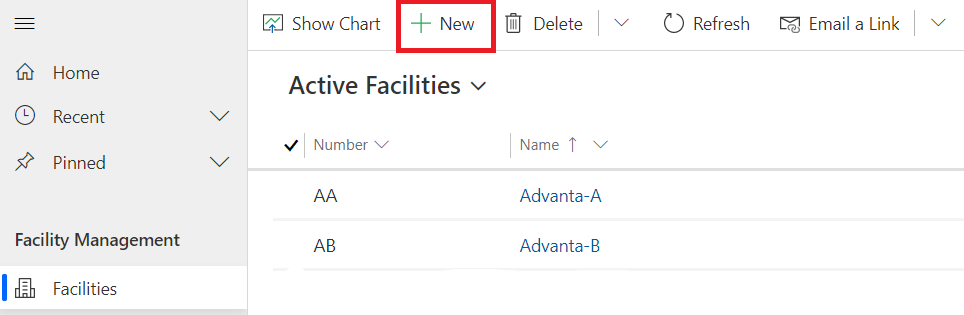 Show Chart New Delete Refresh Email a Link
Home
Recent
Pinned
Facility Management
Facilities
Active Facilities
Number Name
AA Advanta-A
AB Advanta-B